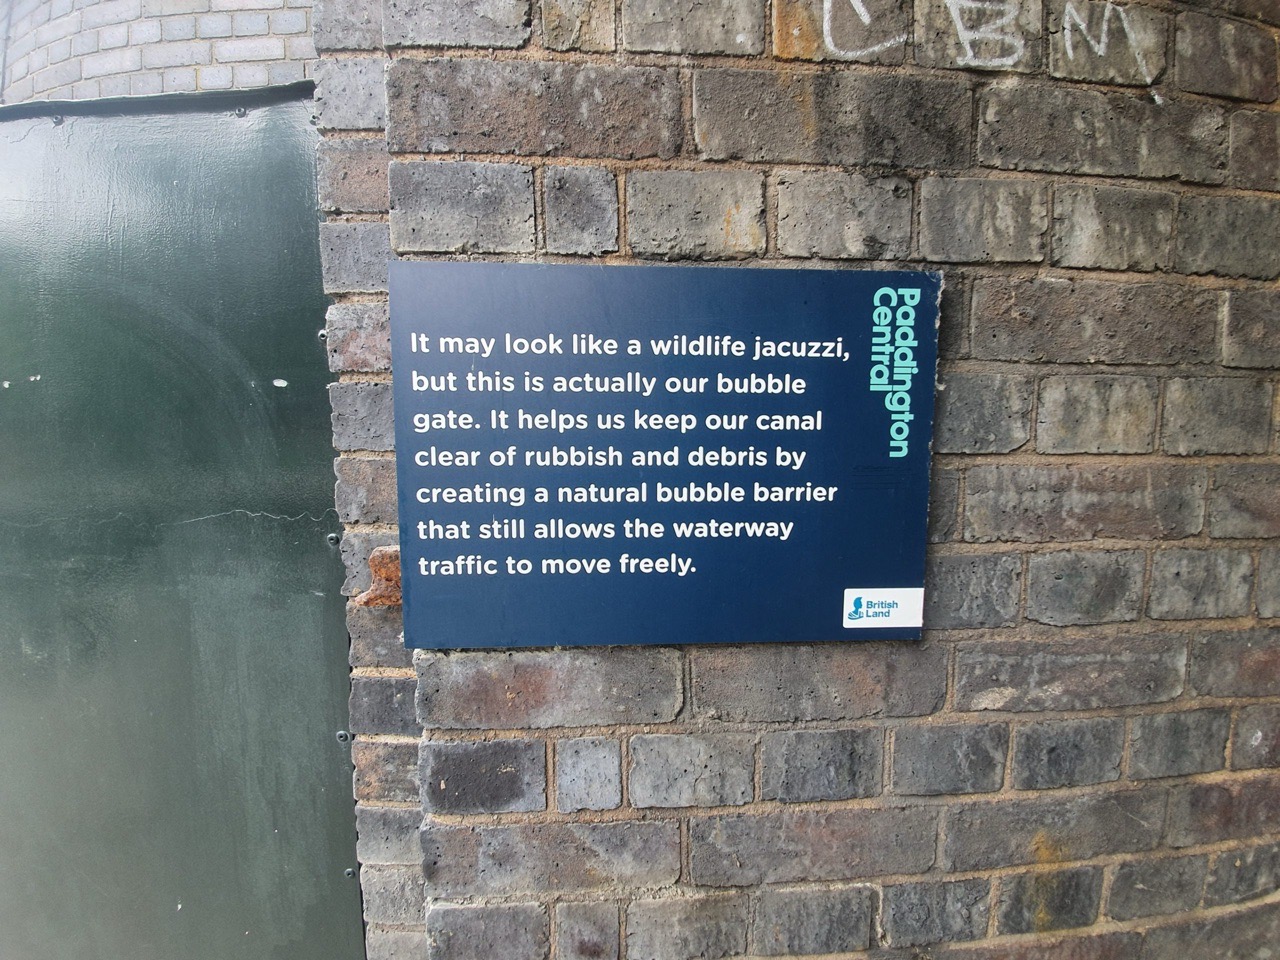 It may look like a wildlife jacuzzi,
but this is actually our bubble
gate. It helps us keep our canal
clear of rubbish and debris by
creating a natural bubble barrier
that still allows the waterway
traffic to move freely.
Paddington
Central
British
Land
BM